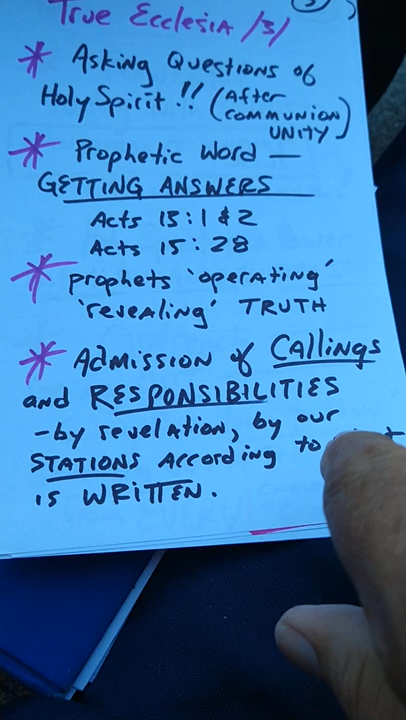 True Ecclesia /3/
* Asking Questions of
Holy Spirit!! (After
COMMUNION
UNITY)
* Prophetic Word —
GETTING ANSWERS
Acts 13:1 & 2
Acts 15:28
* prophets 'operating'
'revealing' TRUTH
* Admission of CALLINGS
and RESPONSIBILITIES
-by revelation, by our
STATIONS According to
is WRITTEN.